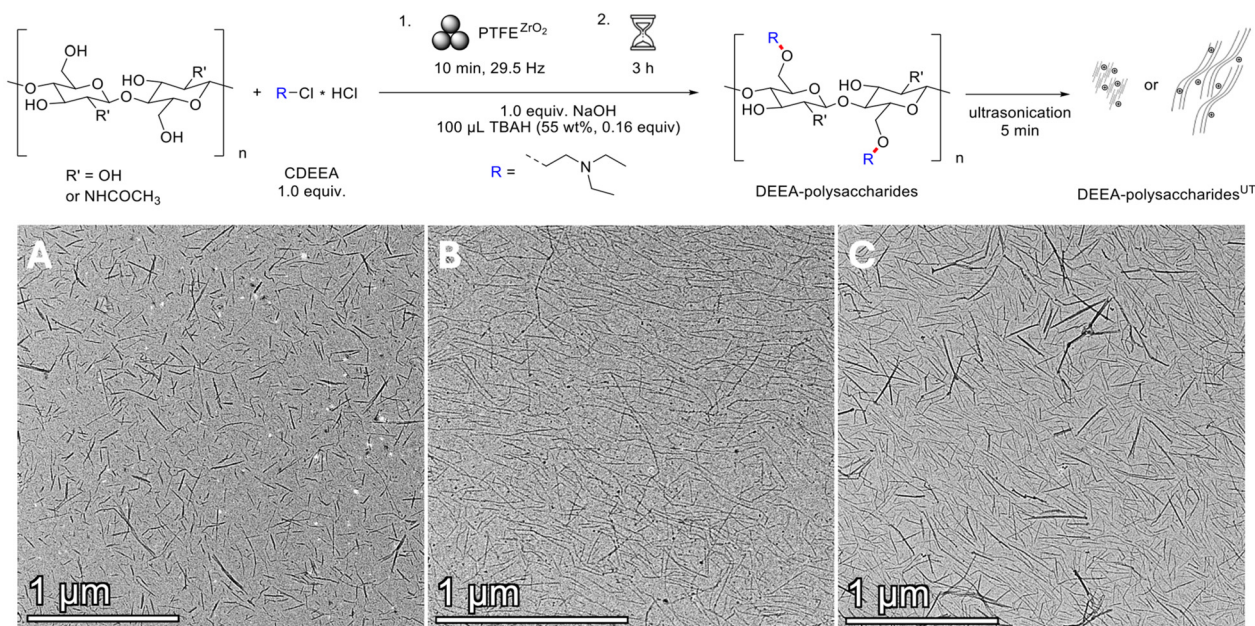 1.
PTFE^ZrO₂
2.
10 min, 29.5 Hz
3 h
1.0 equiv. NaOH
100 µL TBAH (55 wt%, 0.16 equiv)
R =
N
OH
R'
HO
O
O
O
HO
R'
O
OH
n
R' = OH
or NHCOCH₃
+
R–Cl * HCl
CDEEA
1.0 equiv.
R
O
R'
HO
O
O
O
HO
R'
O
O
R
n
DEEA-polysaccharides
ultrasonication
5 min
or
DEEA-polysaccharides^UT
A
B
C
1 µm
1 µm
1 µm